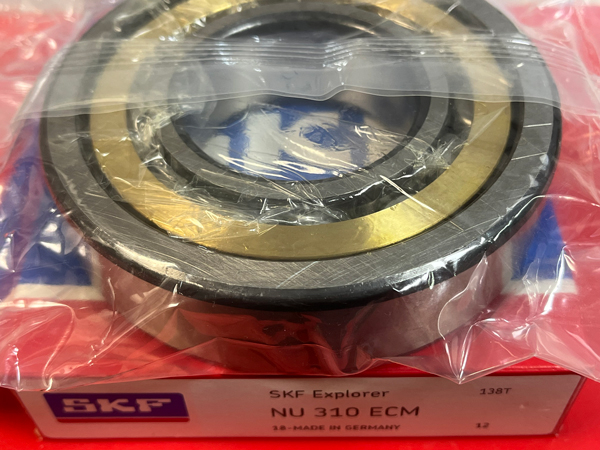 SKF
SKF Explorer
138T
NU 310 ECM
18-MADE IN GERMANY
12